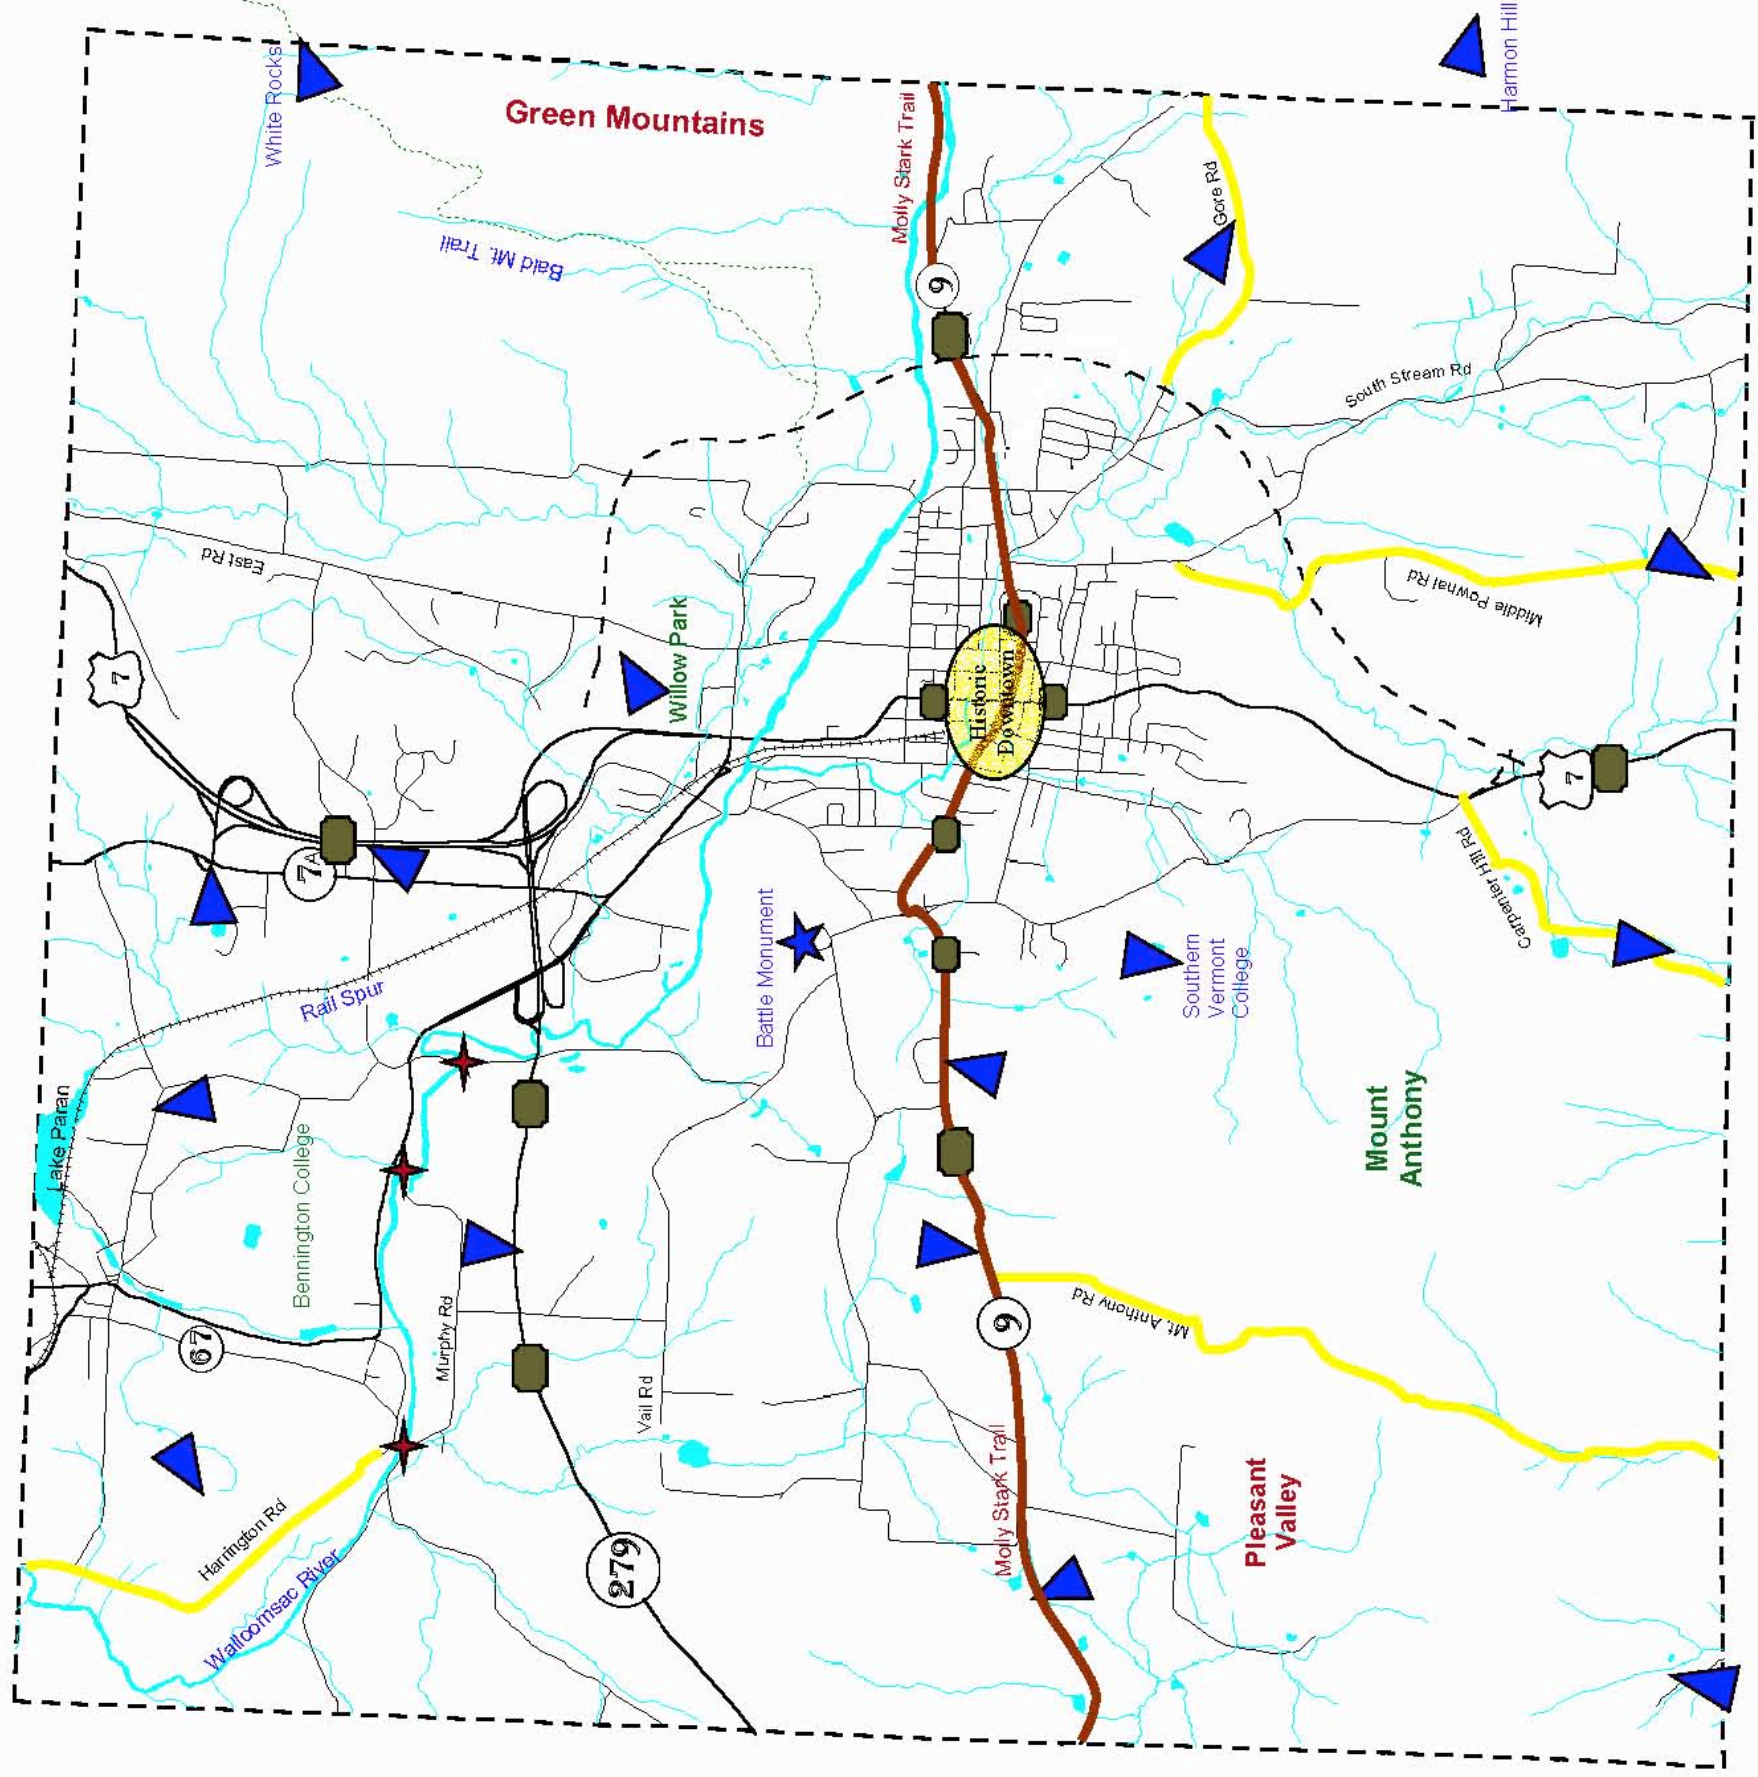 Harmon Hill
White Rocks
Green Mountains
Molly Stark Trail
Gore Rd
Bald Mt. Trail
9
South Stream Rd
East Rd
Middle Pownal Rd
Willow Park
7
Historic
Downtown
7
7A
Carpenter Hill Rd
Battle Monument
Southern
Vermont
College
Rail Spur
Lake Paran
Mount
Anthony
Bennington College
Murphy Rd
9
Mt. Anthony Rd
67
Vail Rd
Molly Stark Trail
Pleasant
Valley
Harrington Rd
Walloomsac River
279